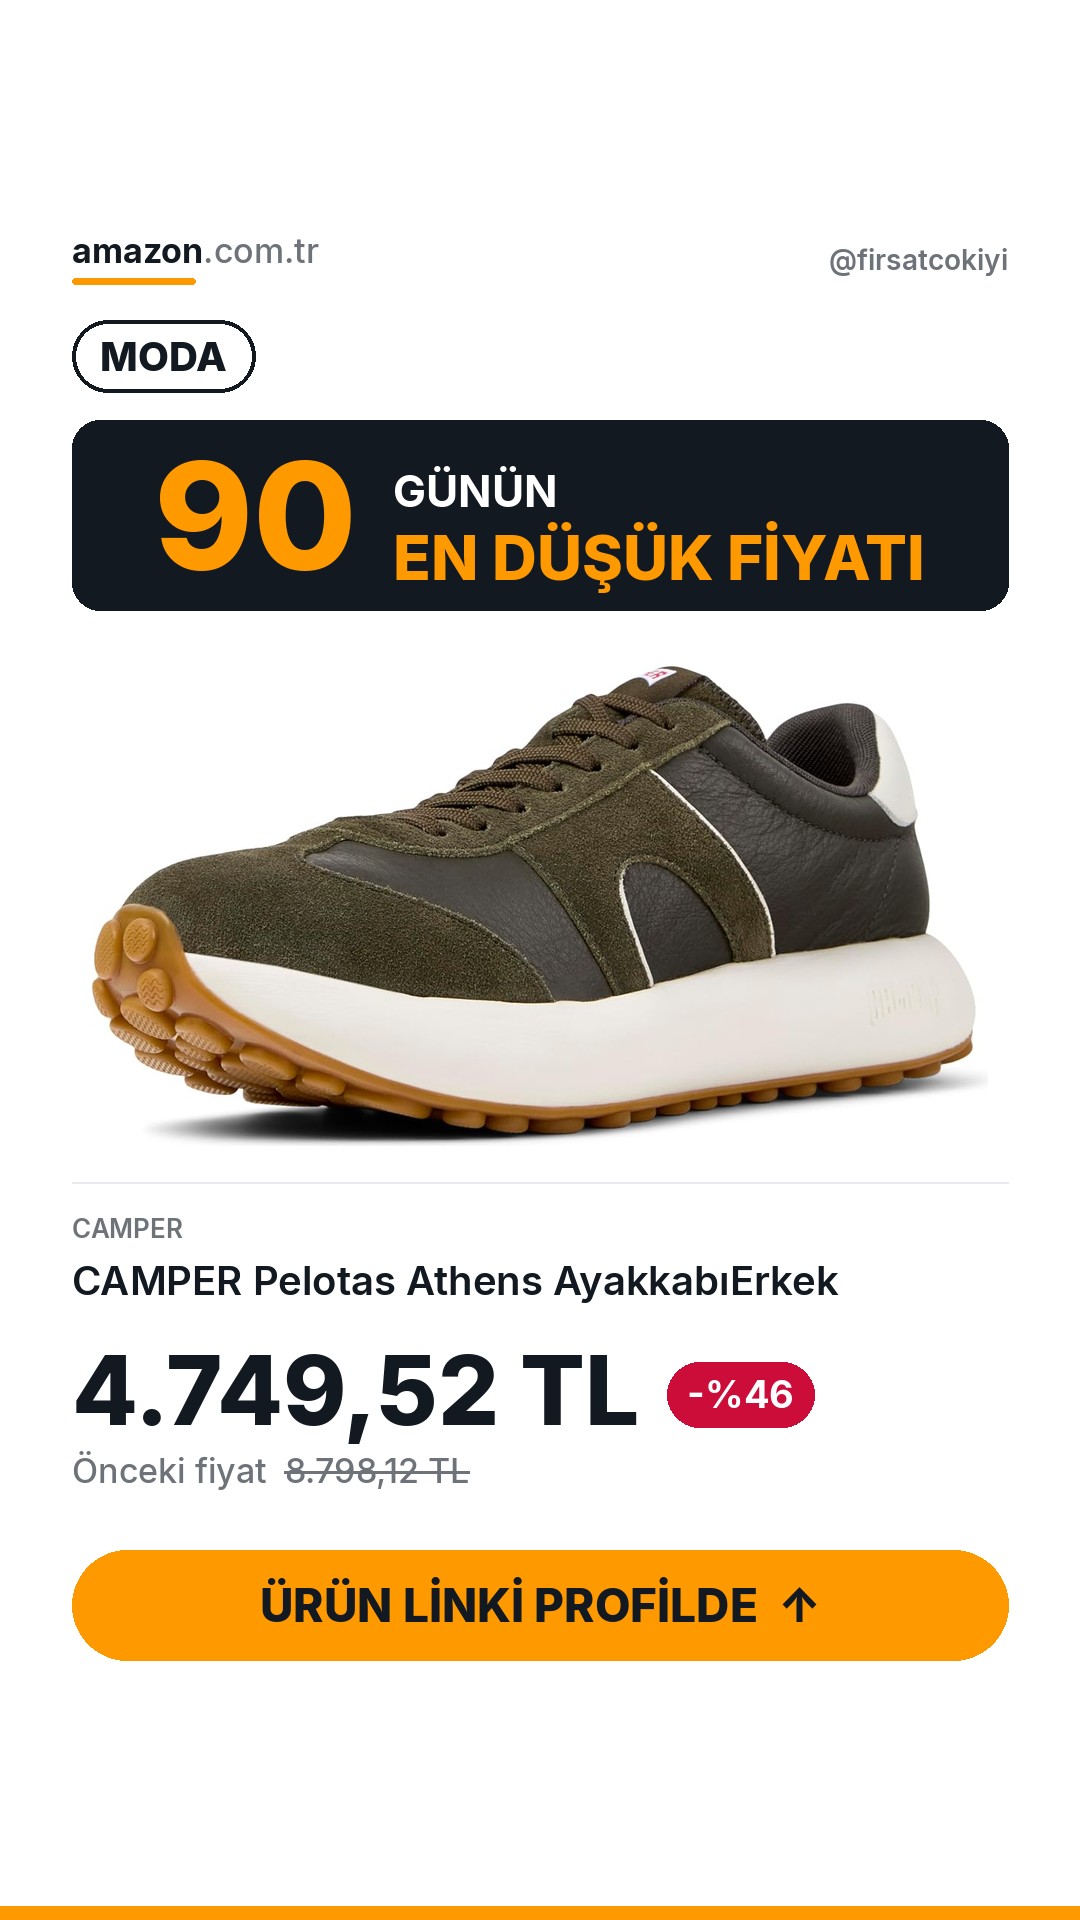 amazon.com.tr
@firsatcokiyi
MODA
90 GÜNÜN
EN DÜŞÜK FİYATI
CAMPER
CAMPER Pelotas Athens AyakkabıErkek
4.749,52 TL -%46
Önceki fiyat 8.798,12 TL
ÜRÜN LİNKİ PROFİLDE ↑